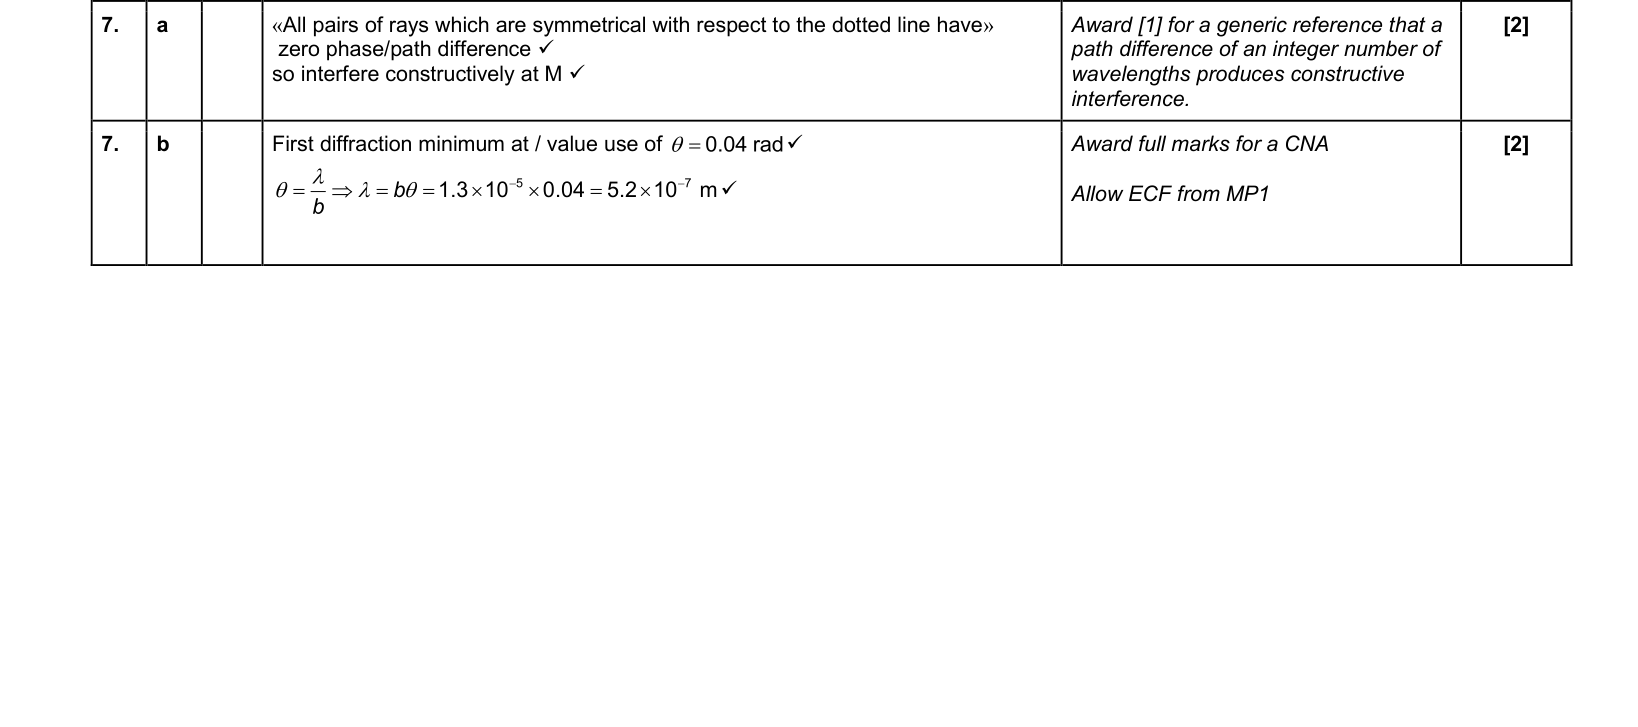 7. a «All pairs of rays which are symmetrical with respect to the dotted line have» Award [1] for a generic reference that a [2]
zero phase/path difference ✓ path difference of an integer number of
so interfere constructively at M ✓ wavelengths produces constructive
interference.
7. b First diffraction minimum at / value use of θ = 0.04 rad ✓ Award full marks for a CNA [2]
θ = λ/b ⇒ λ = bθ = 1.3×10⁻⁵ ×0.04 = 5.2×10⁻⁷ m ✓ Allow ECF from MP1